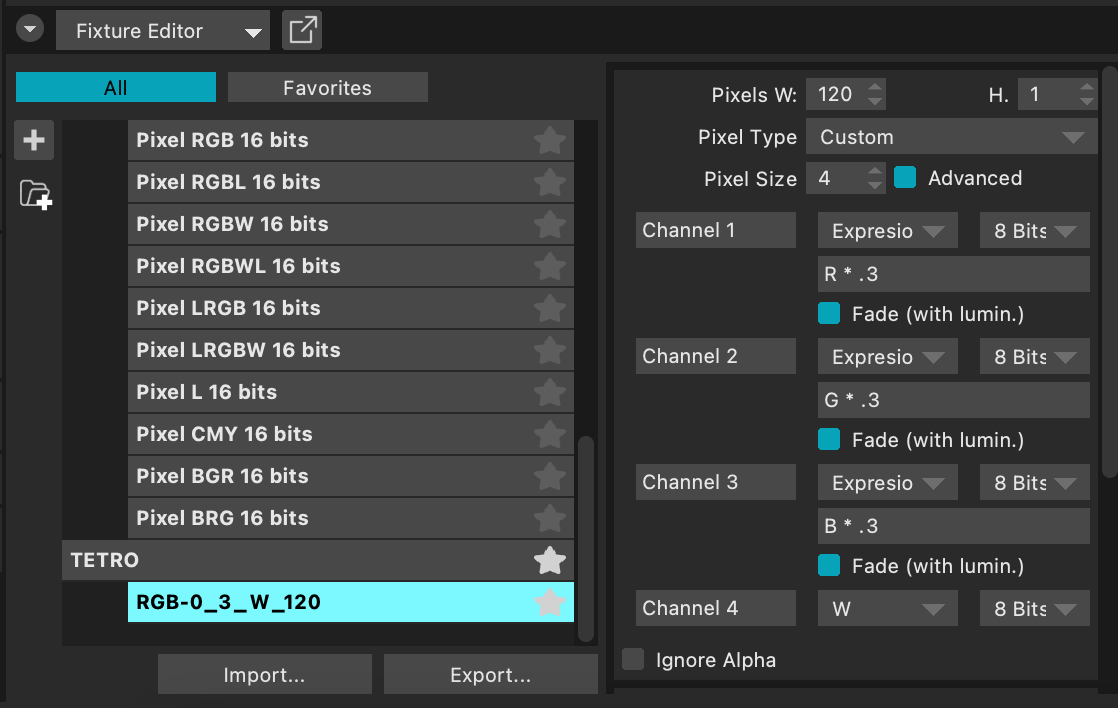 Fixture Editor
All
Favorites
Pixel RGB 16 bits
Pixel RGBL 16 bits
Pixel RGBW 16 bits
Pixel RGBWL 16 bits
Pixel LRGB 16 bits
Pixel LRGBW 16 bits
Pixel L 16 bits
Pixel CMY 16 bits
Pixel BGR 16 bits
Pixel BRG 16 bits
TETRO
RGB-0_3_W_120
Import...
Export...
Pixels W: 120 H. 1
Pixel Type Custom
Pixel Size 4 Advanced
Channel 1 Expresio 8 Bits
R * .3
Fade (with lumin.)
Channel 2 Expresio 8 Bits
G * .3
Fade (with lumin.)
Channel 3 Expresio 8 Bits
B * .3
Fade (with lumin.)
Channel 4 W 8 Bits
Ignore Alpha